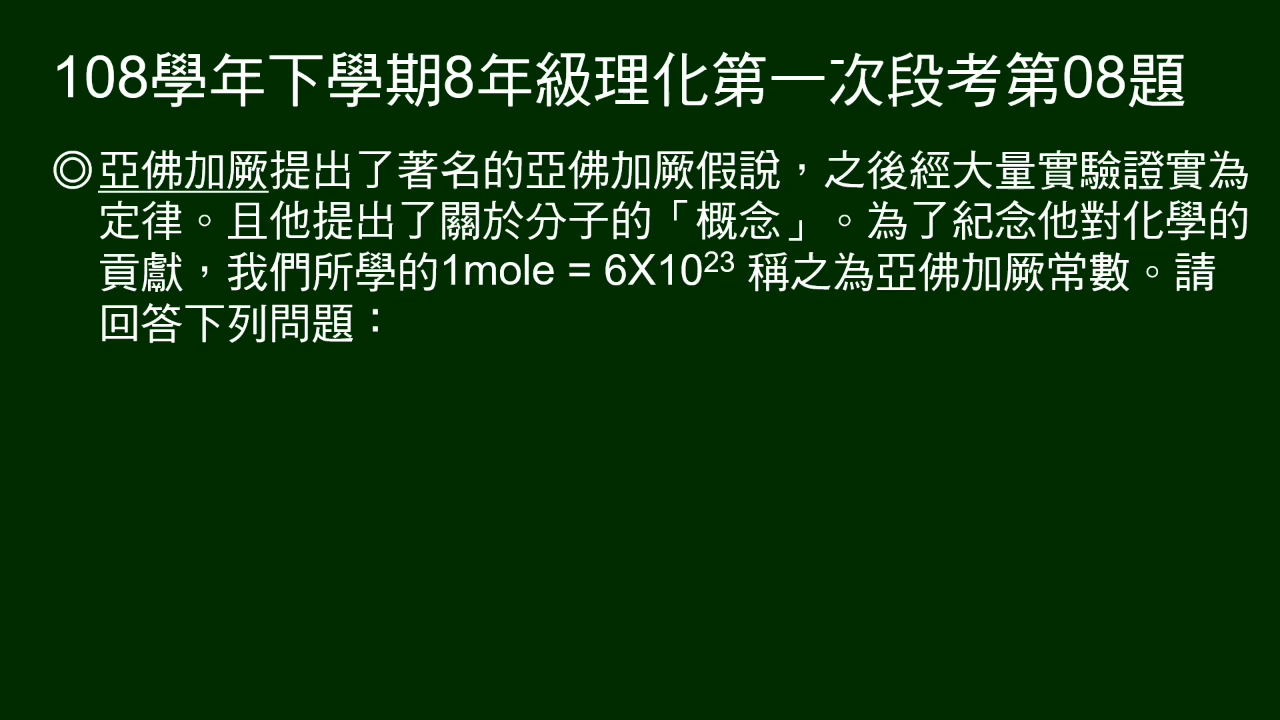 108學年下學期8年級理化第一次段考第08題
◎亞佛加厥提出了著名的亞佛加厥假說，之後經大量實驗證實為
定律。且他提出了關於分子的「概念」。為了紀念他對化學的
貢獻，我們所學的1mole = 6X10²³ 稱之為亞佛加厥常數。請
回答下列問題：